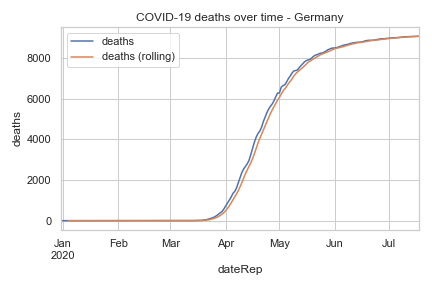 COVID-19 deaths over time - Germany
deaths
deaths (rolling)
8000
6000
4000
2000
0
deaths
Jan Feb Mar Apr May Jun Jul
2020
dateRep